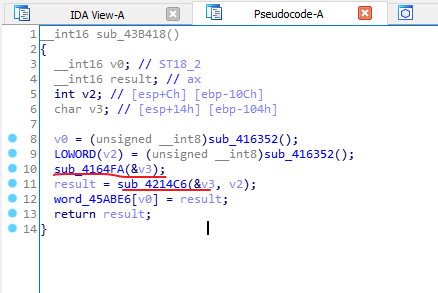 IDA View-A
Pseudocode-A
1 __int16 sub_43B418()
2 {
3 __int16 v0; // ST18_2
4 __int16 result; // ax
5 int v2; // [esp+Ch] [ebp-10Ch]
6 char v3; // [esp+14h] [ebp-104h]
7
8 v0 = (unsigned __int8)sub_416352();
9 LOWORD(v2) = (unsigned __int8)sub_416352();
10 sub_4164FA(&v3);
11 result = sub_4214C6(&v3, v2);
12 word_45ABE6[v0] = result;
13 return result;
14 }